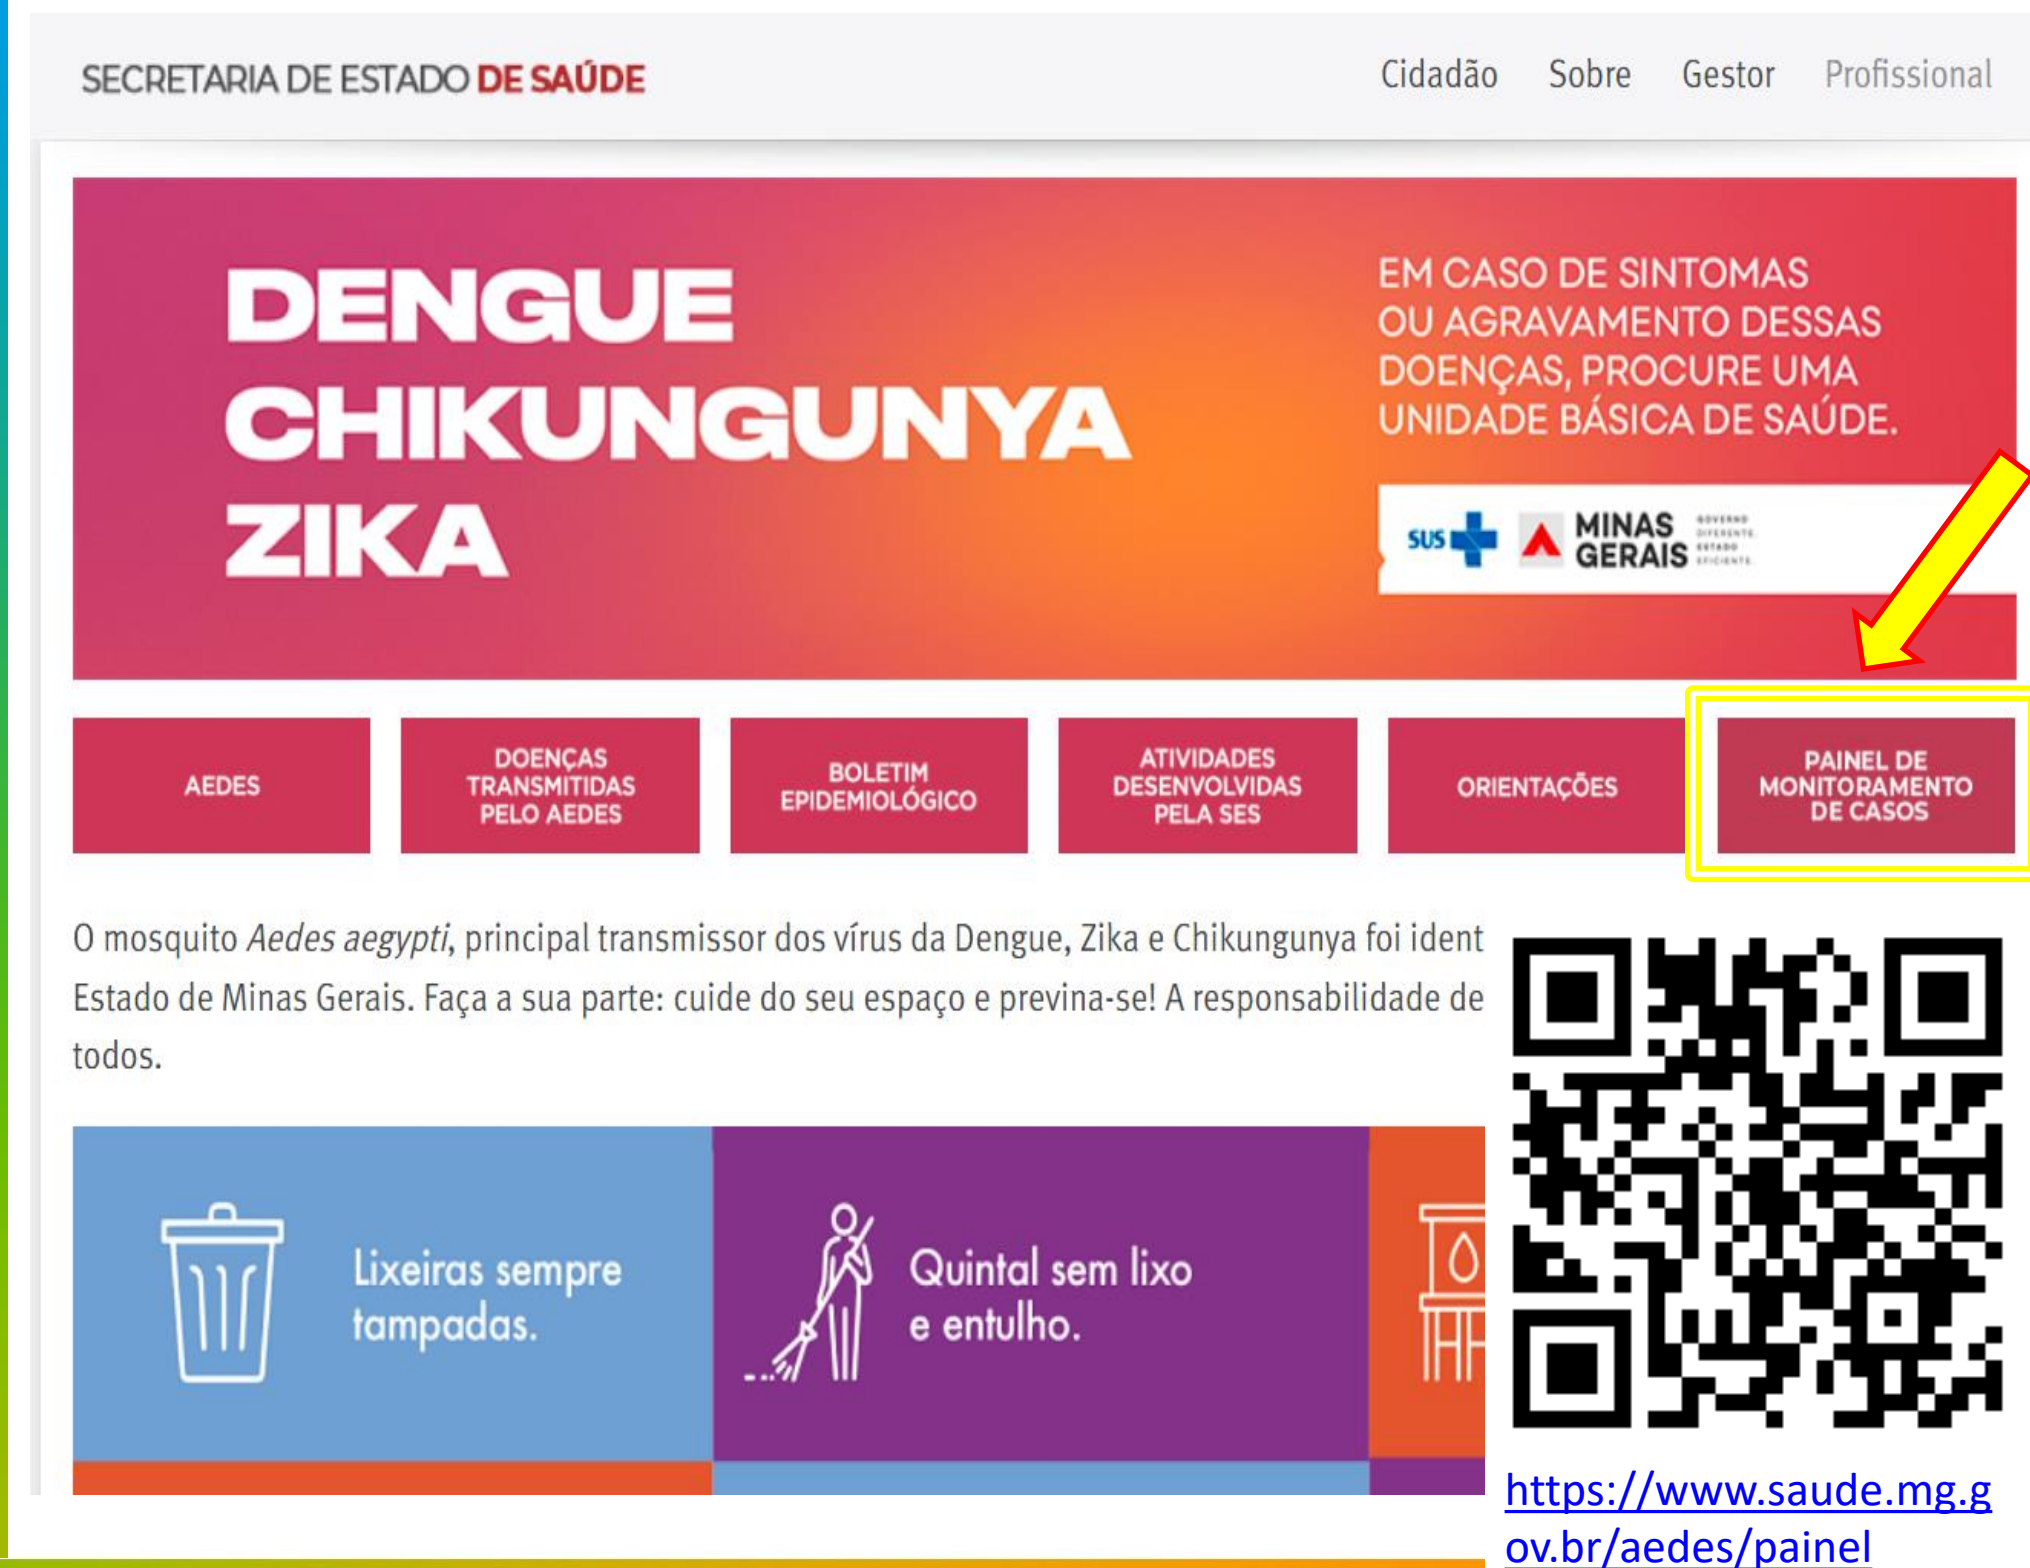 SECRETARIA DE ESTADO DE SAÚDE
Cidadão Sobre Gestor Profissional
DENGUE
CHIKUNGUNYA
ZIKA
EM CASO DE SINTOMAS
OU AGRAVAMENTO DESSAS
DOENÇAS, PROCURE UMA
UNIDADE BÁSICA DE SAÚDE.
SUS
MINAS
GERAIS
GOVERNO
DIFERENTE.
ESTADO
EFICIENTE.
AEDES
DOENÇAS
TRANSMITIDAS
PELO AEDES
BOLETIM
EPIDEMIOLÓGICO
ATIVIDADES
DESENVOLVIDAS
PELA SES
ORIENTAÇÕES
PAINEL DE
MONITORAMENTO
DE CASOS
O mosquito Aedes aegypti, principal transmissor dos vírus da Dengue, Zika e Chikungunya foi ident
Estado de Minas Gerais. Faça a sua parte: cuide do seu espaço e previna-se! A responsabilidade de
todos.
Lixeiras sempre
tampadas.
Quintal sem lixo
e entulho.
https://www.saude.mg.g
ov.br/aedes/painel